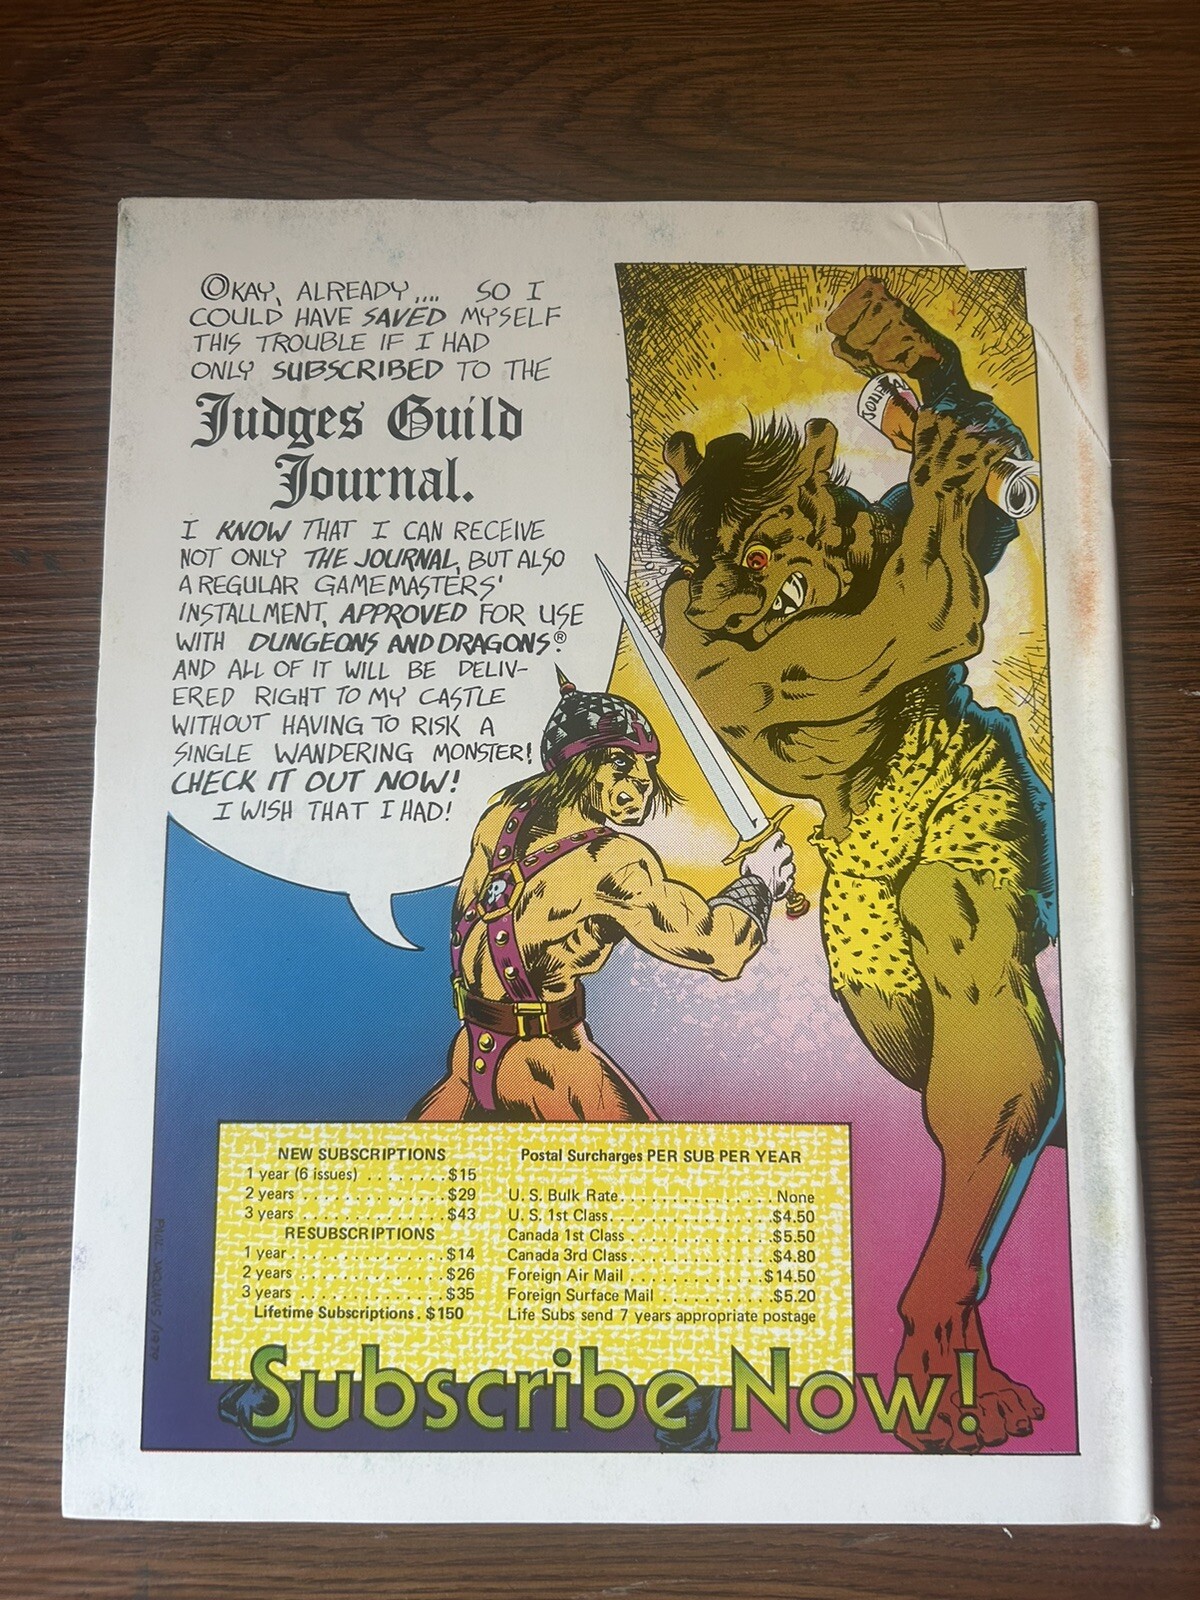 OKAY, ALREADY.... SO I
COULD HAVE SAVED MYSELF
THIS TROUBLE IF I HAD
ONLY SUBSCRIBED TO THE
Judges Guild
Journal.
I KNOW THAT I CAN RECEIVE
NOT ONLY THE JOURNAL, BUT ALSO
A REGULAR GAMEMASTERS'
INSTALLMENT, APPROVED FOR USE
WITH DUNGEONS AND DRAGONS®.
AND ALL OF IT WILL BE DELIV-
ERED RIGHT TO MY CASTLE
WITHOUT HAVING TO RISK A
SINGLE WANDERING MONSTER!
CHECK IT OUT NOW!
I WISH THAT I HAD!
NEW SUBSCRIPTIONS
1 year (6 issues) . . . . . . . . $15
2 years . . . . . . . . . . . . . . . $29
3 years . . . . . . . . . . . . . . . $43
RESUBSCRIPTIONS
1 year . . . . . . . . . . . . . . . . $14
2 years . . . . . . . . . . . . . . . $26
3 years . . . . . . . . . . . . . . . $35
Lifetime Subscriptions. $150
Postal Surcharges PER SUB PER YEAR
U. S. Bulk Rate. . . . . . . . . . . . . . . None
U. S. 1st Class. . . . . . . . . . . . . . . .$4.50
Canada 1st Class . . . . . . . . . . . . . .$5.50
Canada 3rd Class. . . . . . . . . . . . . .$4.80
Foreign Air Mail . . . . . . . . . . . . .$14.50
Foreign Surface Mail . . . . . . . . . . .$5.20
Life Subs send 7 years appropriate postage
Subscribe Now!